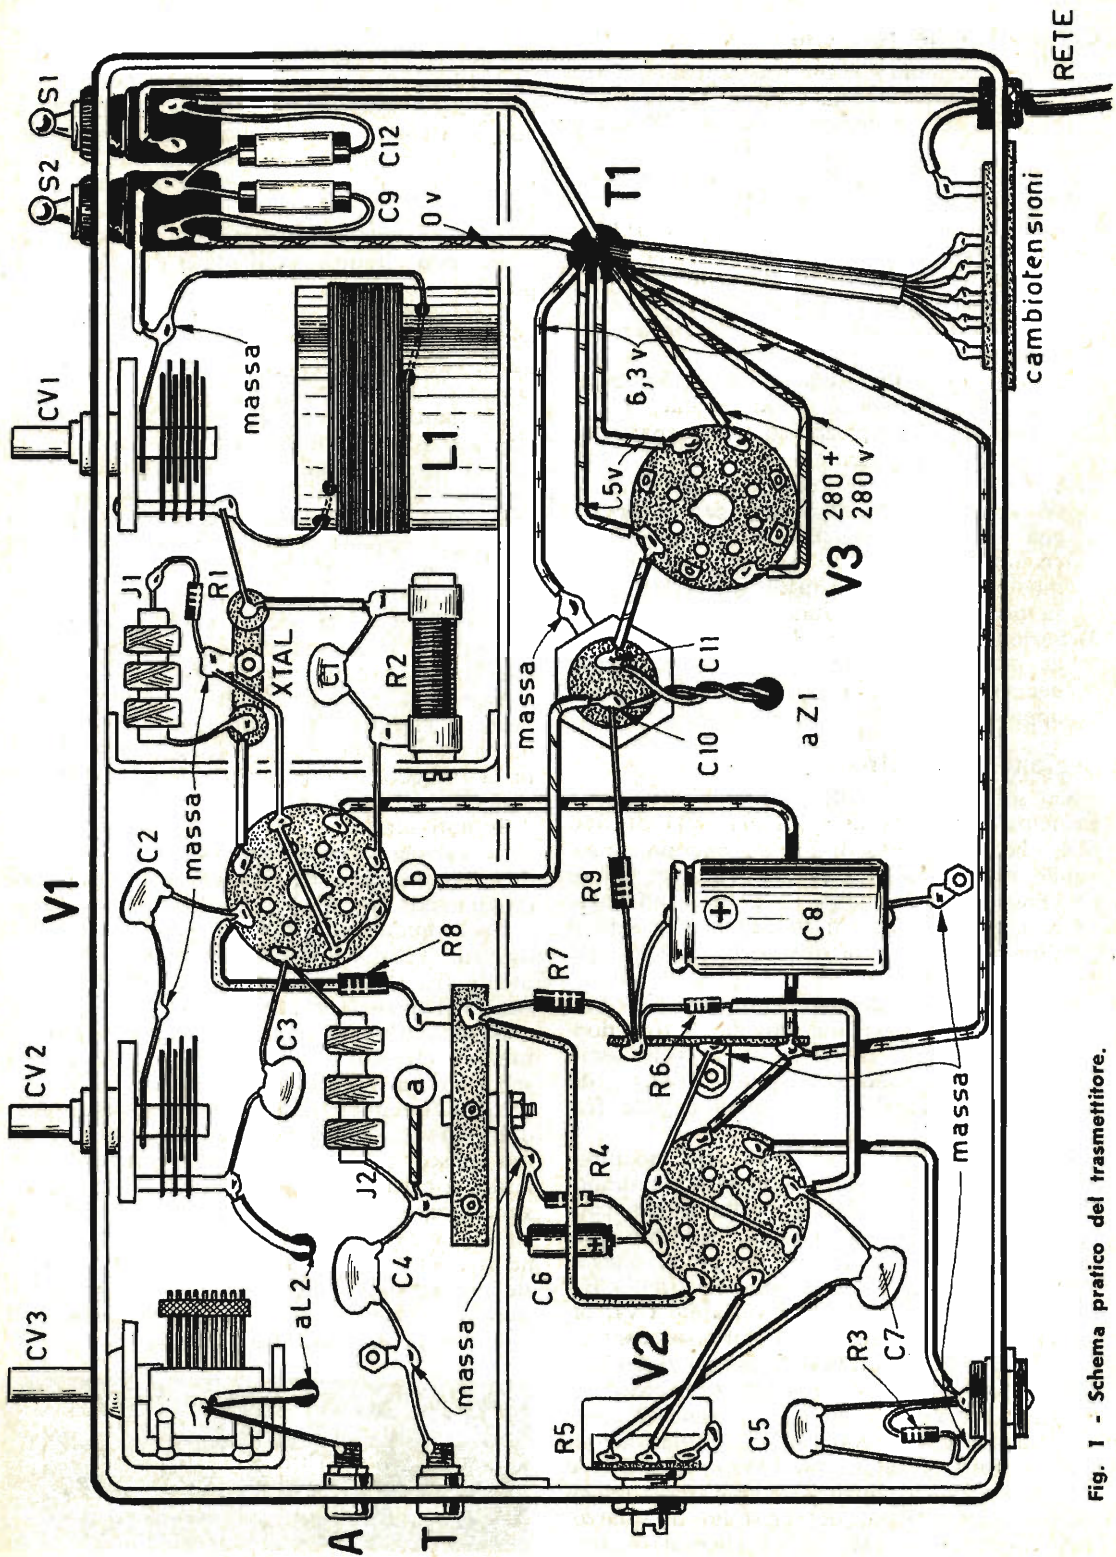 S1
S2
C12
C9
0 v
T1
RETE
cambiotensioni
CV1
massa
L1
6,3 v
5v
280 +
280 v
V3
J1
R1
XTAL
C1
R2
massa
C11
C10
a Z1
V1
C2
massa
b
R8
R9
+
C8
CV2
C3
R7
a
J2
R6
massa
R4
CV3
a L2
C4
C6
+
massa
V2
R3
C7
R5
C5
A
T
Fig. 1 - Schema pratico del trasmettitore.